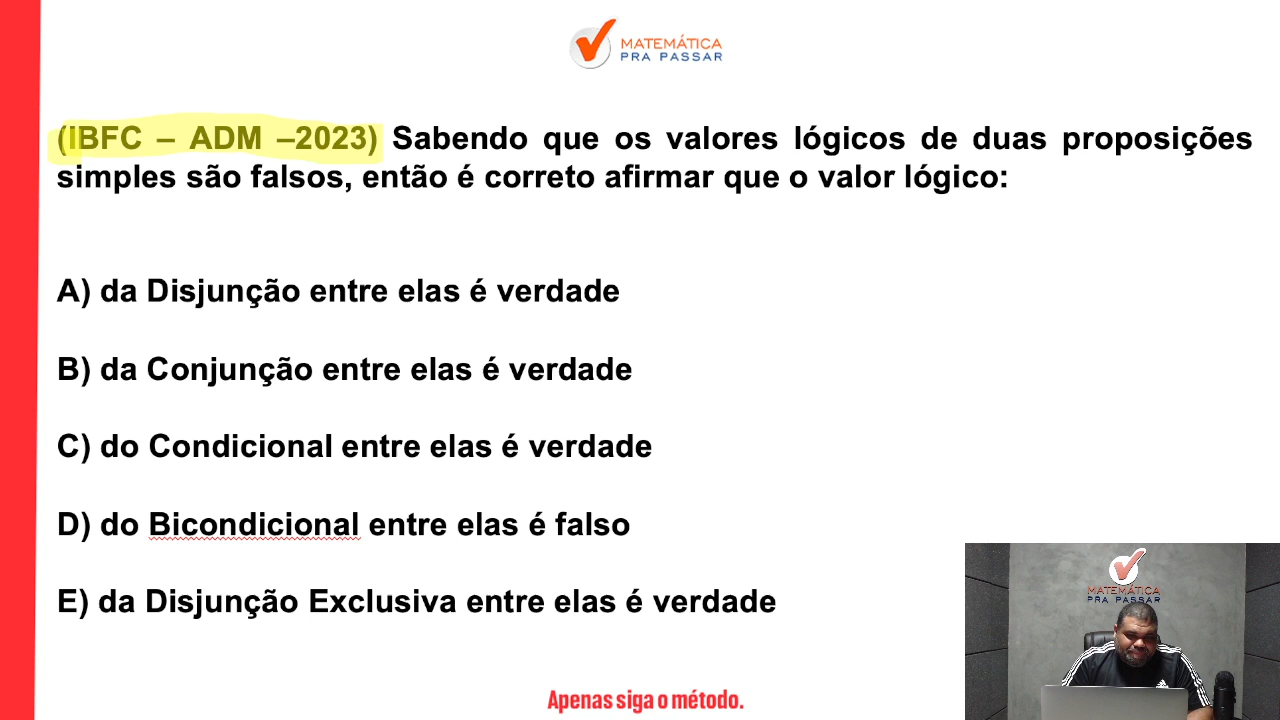 MATEMÁTICA
PRA PASSAR
(IBFC – ADM –2023) Sabendo que os valores lógicos de duas proposições
simples são falsos, então é correto afirmar que o valor lógico:
A) da Disjunção entre elas é verdade
B) da Conjunção entre elas é verdade
C) do Condicional entre elas é verdade
D) do Bicondicional entre elas é falso
E) da Disjunção Exclusiva entre elas é verdade
MATEMÁTICA
PRA PASSAR
Apenas siga o método.